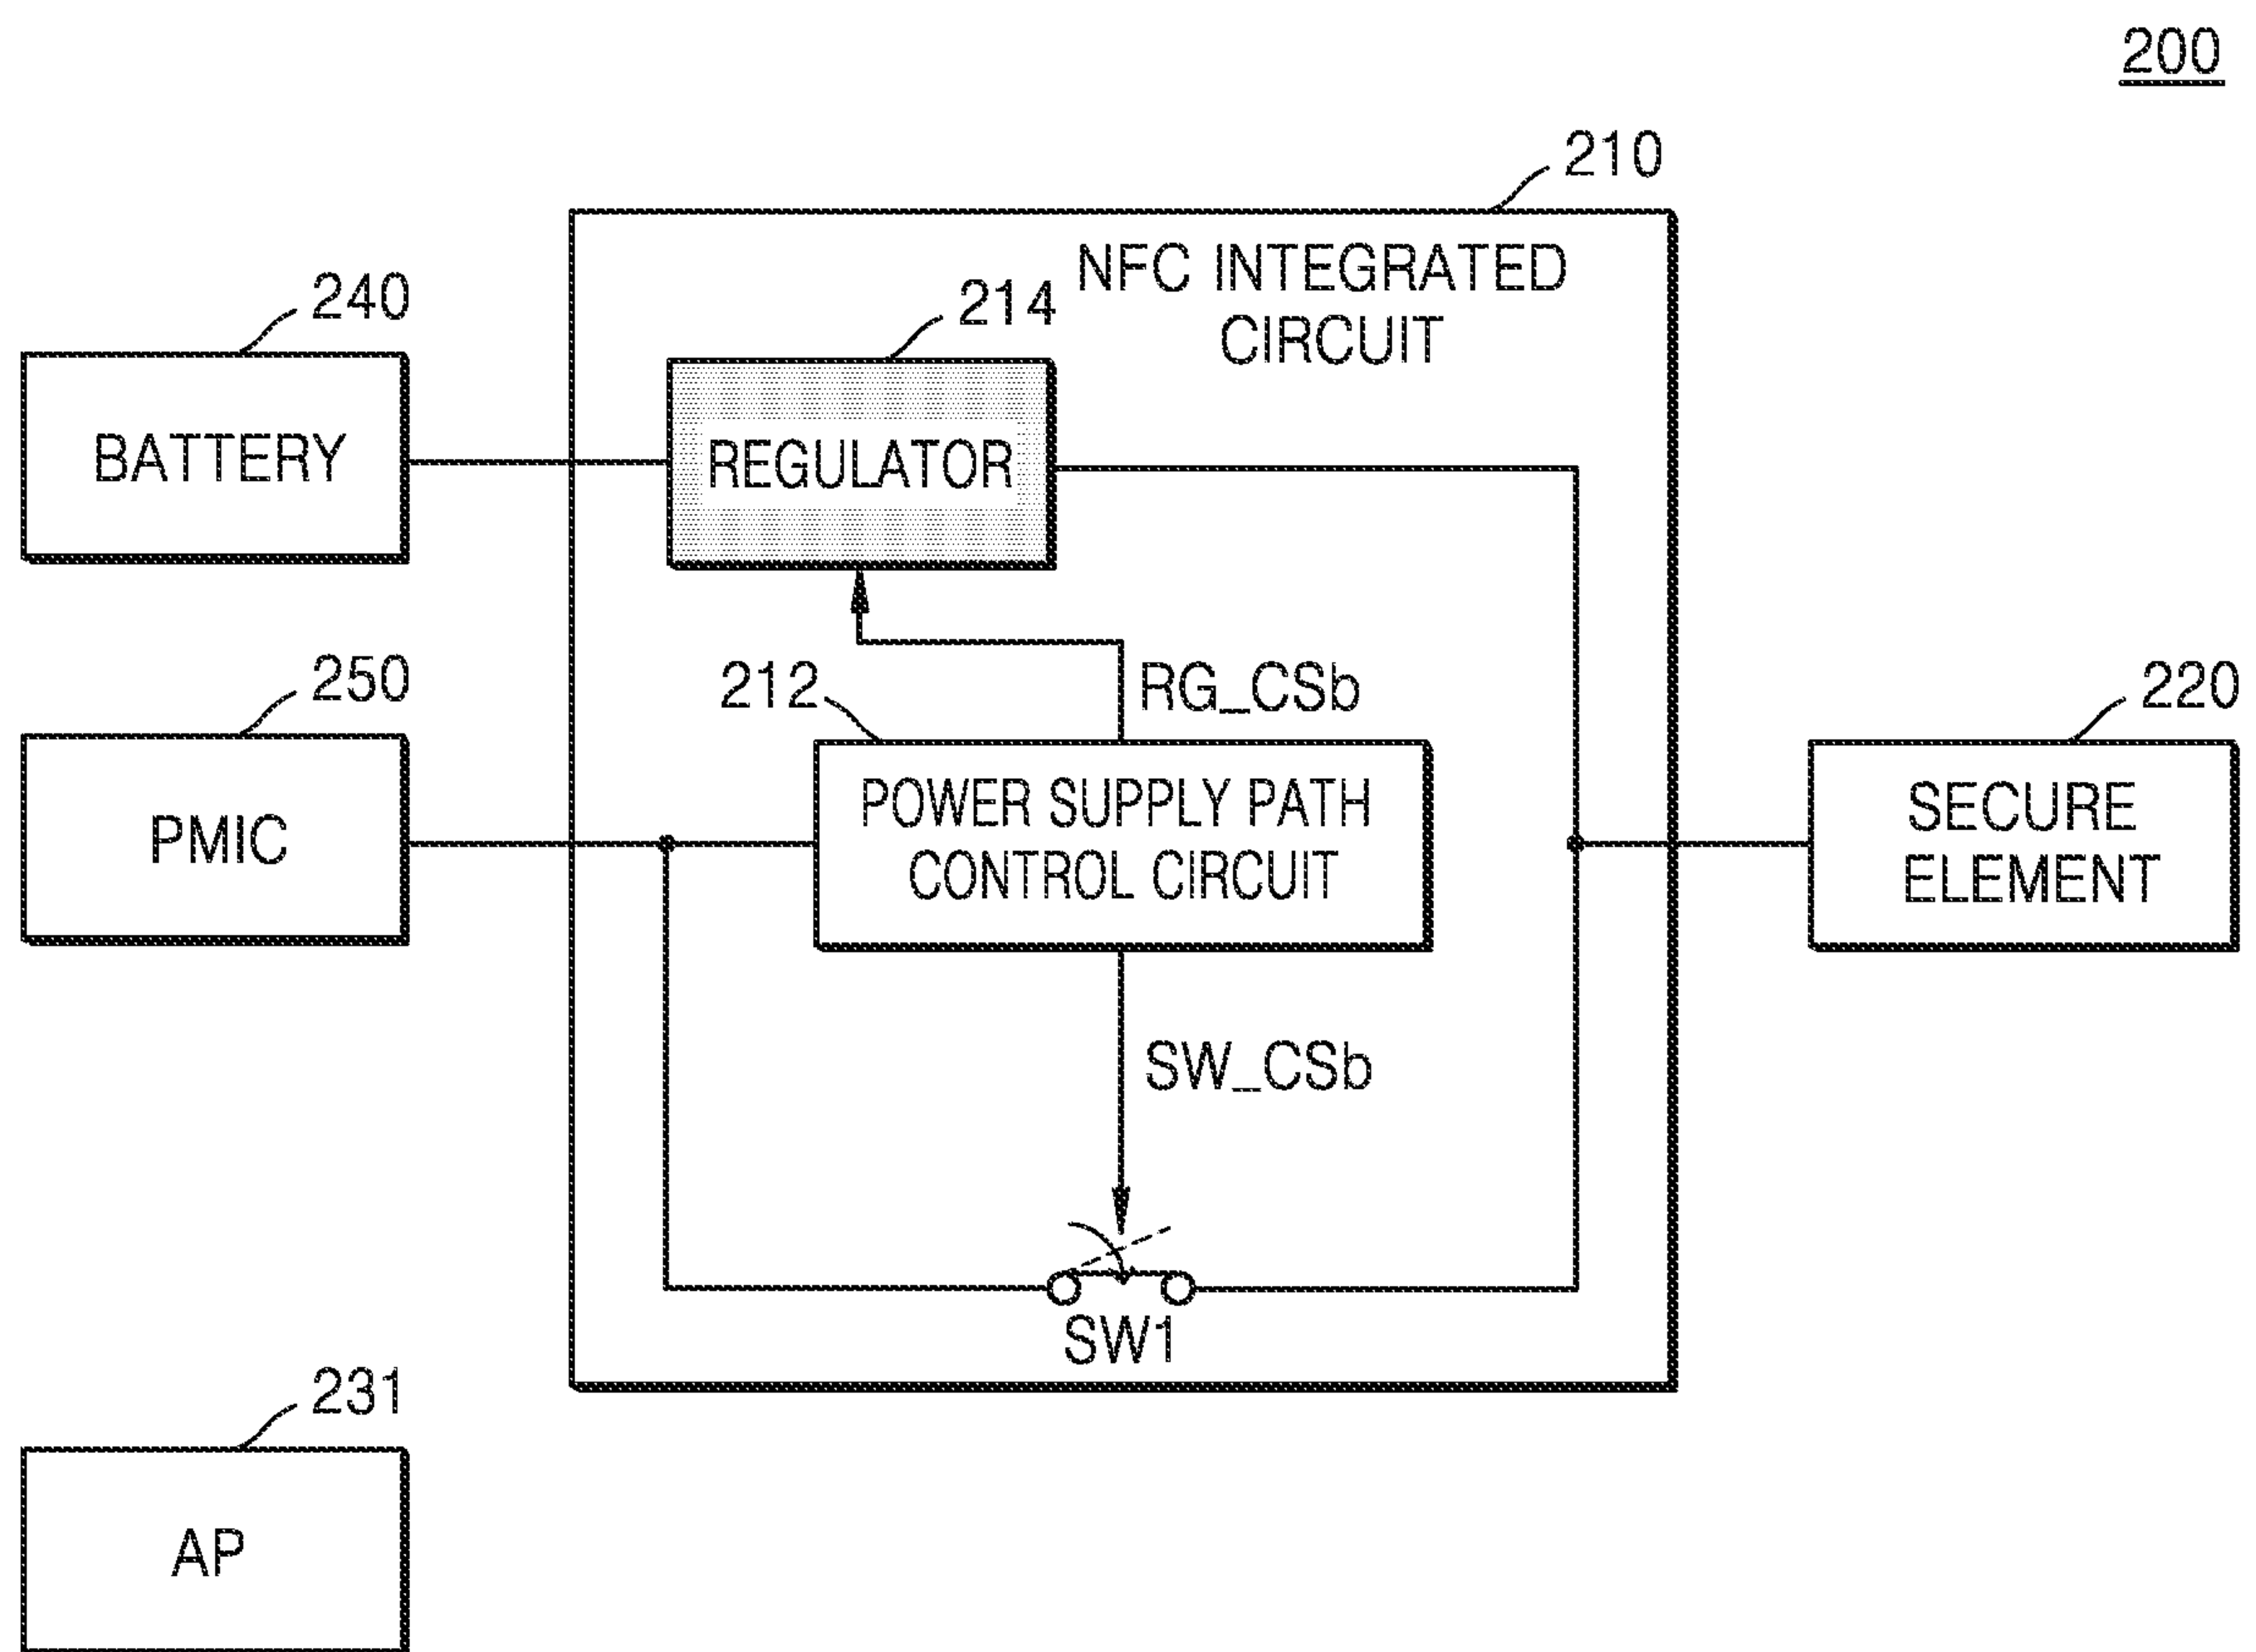 200
210
NFC INTEGRATED
CIRCUIT
240
214
BATTERY
REGULATOR
250
212
RG_CSb
220
PMIC
POWER SUPPLY PATH
CONTROL CIRCUIT
SECURE
ELEMENT
SW_CSb
SW1
231
AP